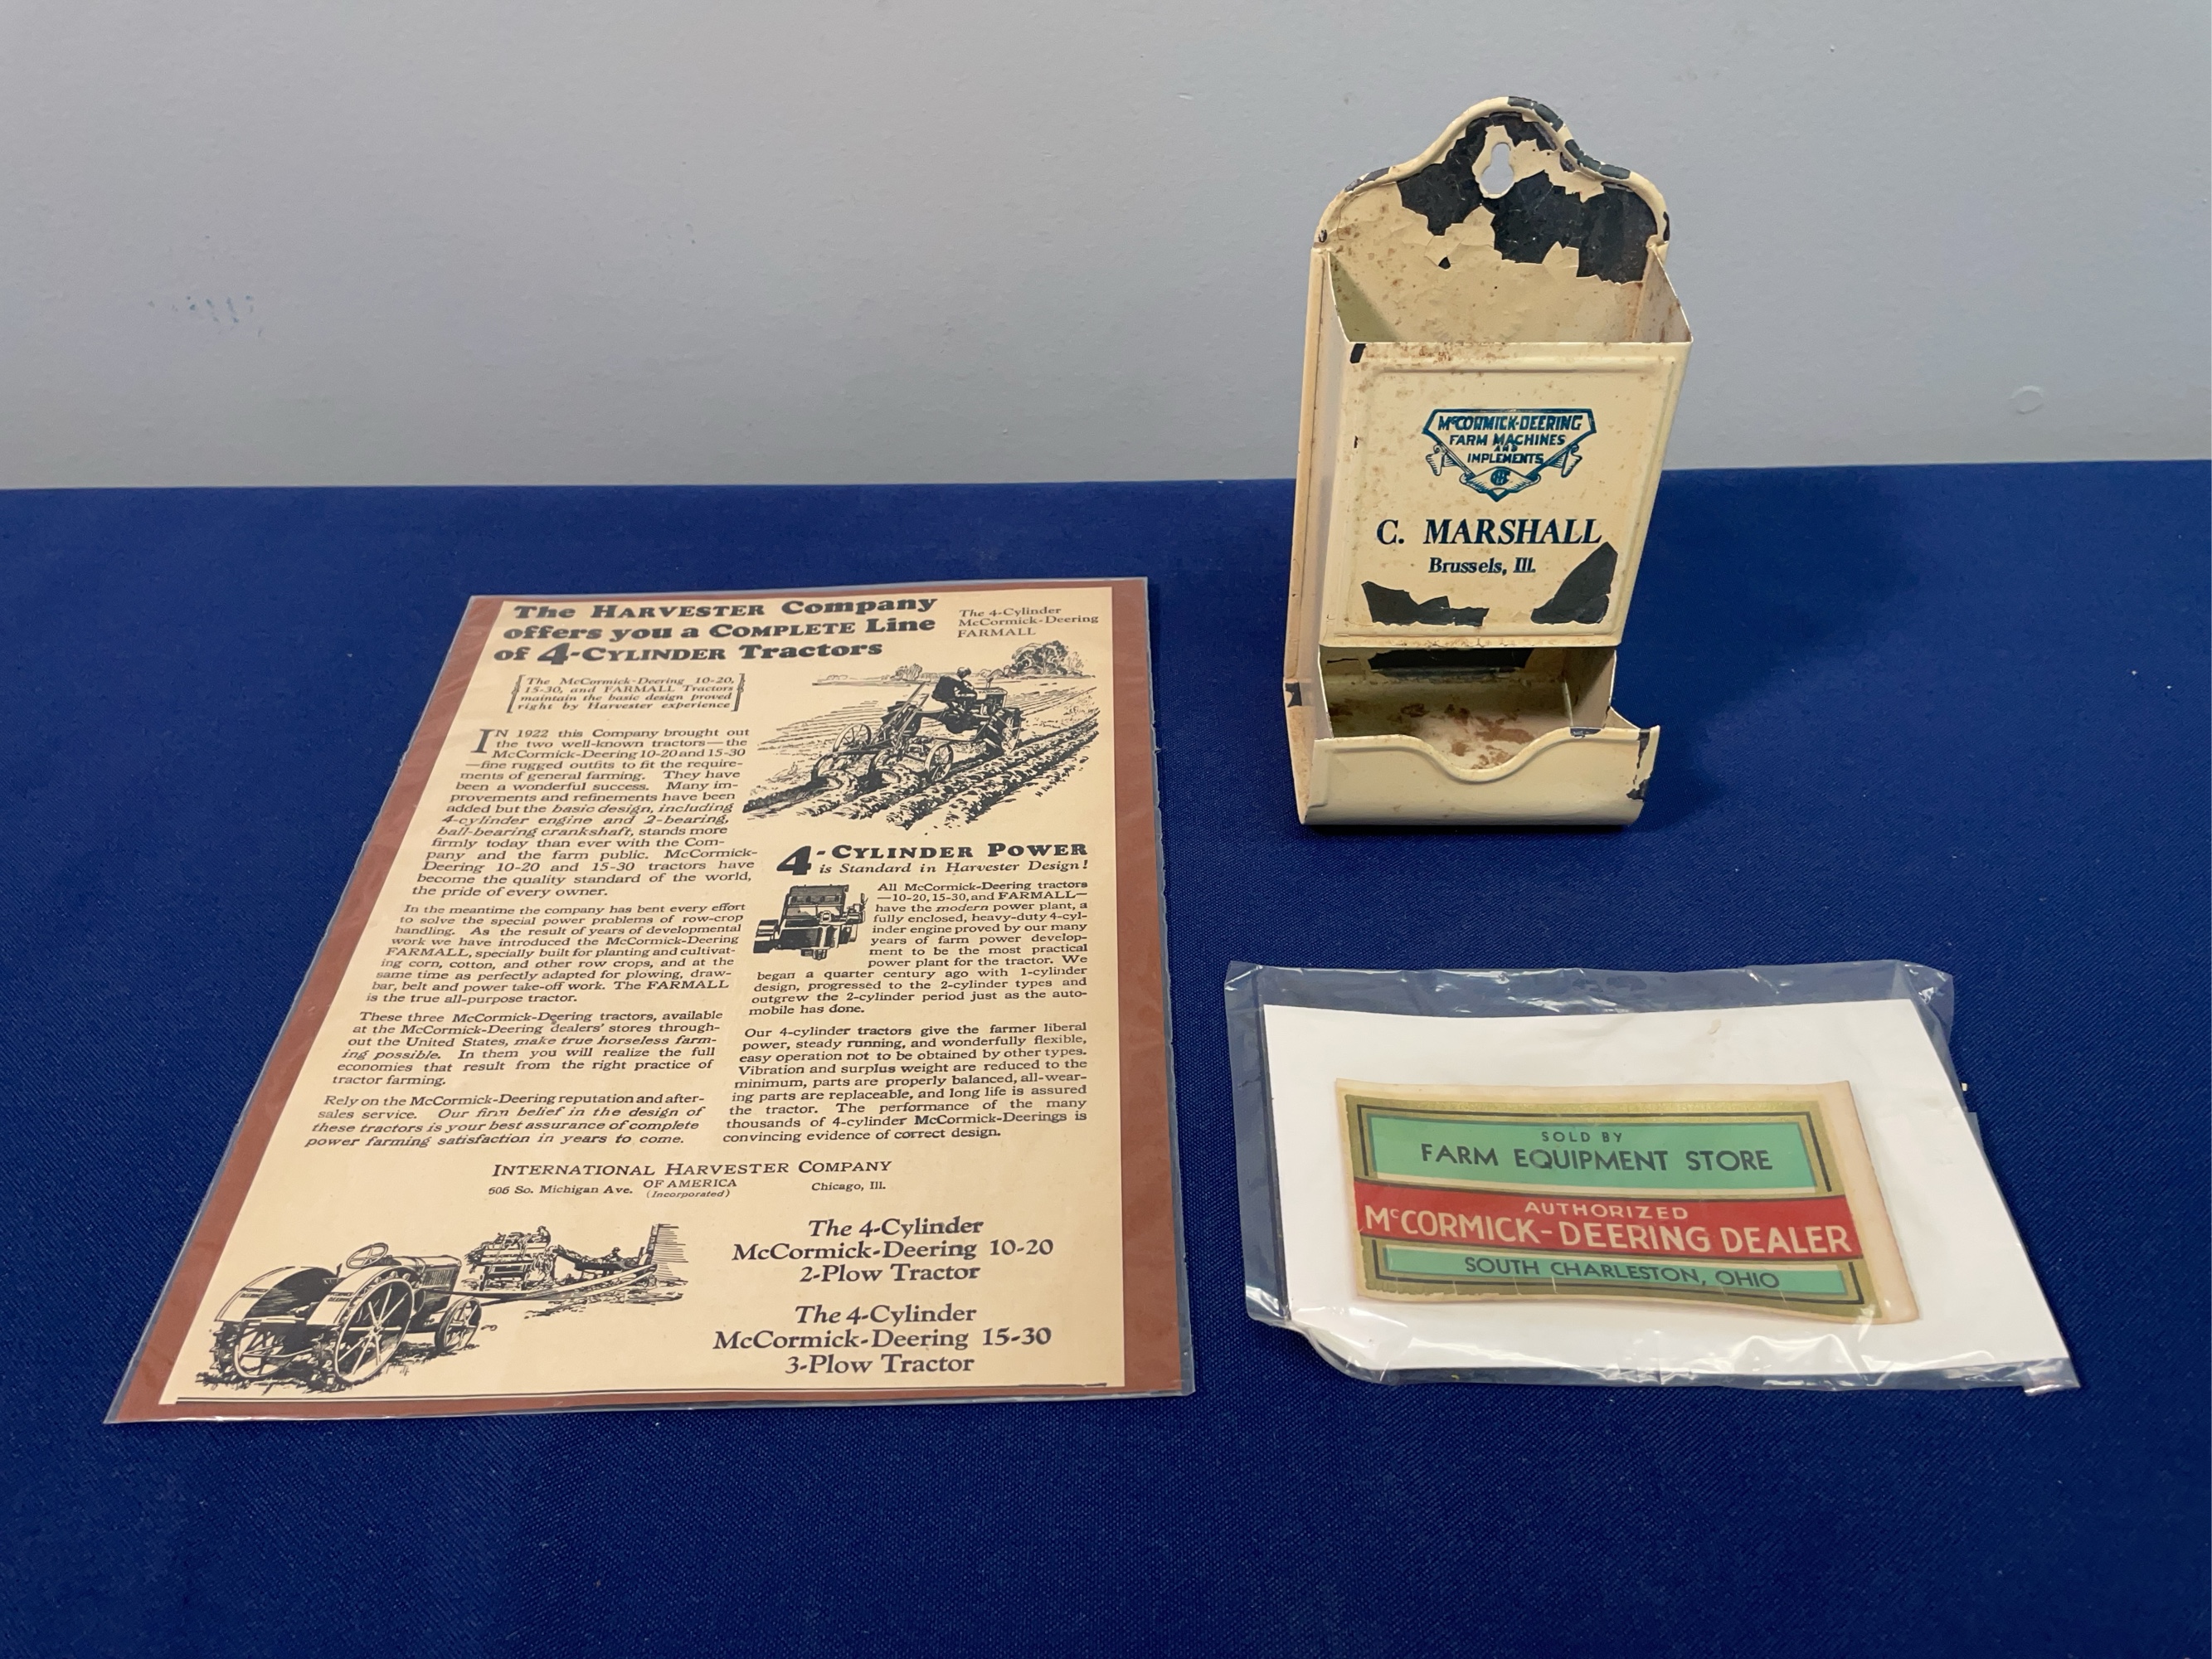 The HARVESTER Company
offers you a COMPLETE Line
of 4-CYLINDER Tractors
The 4-Cylinder
McCormick-Deering
FARMALL
The McCormick-Deering 10-20,
15-30, and FARMALL Tractors
maintain the basic design proved
right by Harvester experience
IN 1922 this Company brought out
the two well-known tractors—the
McCormick-Deering 10-20 and 15-30
—fine rugged outfits to fit the require-
ments of general farming. They have
been a wonderful success. Many im-
provements and refinements have been
added but the basic design, including
4-cylinder engine and 2-bearing,
ball-bearing crankshaft, stands more
firmly today than ever with the Com-
pany and the farm public. McCormick-
Deering 10-20 and 15-30 tractors have
become the quality standard of the world,
the pride of every owner.
In the meantime the company has bent every effort
to solve the special power problems of row-crop
handling. As the result of years of developmental
work we have introduced the McCormick-Deering
FARMALL, specially built for planting and cultivat-
ing corn, cotton, and other row crops, and at the
same time as perfectly adapted for plowing, draw-
bar, belt and power take-off work. The FARMALL
is the true all-purpose tractor.
These three McCormick-Deering tractors, available
at the McCormick-Deering dealers' stores through-
out the United States, make true horseless farm-
ing possible. In them you will realize the full
economies that result from the right practice of
tractor farming.
Rely on the McCormick-Deering reputation and after-
sales service. Our firm belief in the design of
these tractors is your best assurance of complete
power farming satisfaction in years to come.
4-CYLINDER POWER
is Standard in Harvester Design!
All McCormick-Deering tractors
—10-20, 15-30, and FARMALL—
have the modern power plant, a
fully enclosed, heavy-duty 4-cyl-
inder engine proved by our many
years of farm power develop-
ment to be the most practical
power plant for the tractor. We
began a quarter century ago with 1-cylinder
design, progressed to the 2-cylinder types and
outgrew the 2-cylinder period just as the auto-
mobile has done.
Our 4-cylinder tractors give the farmer liberal
power, steady running, and wonderfully flexible,
easy operation not to be obtained by other types.
Vibration and surplus weight are reduced to the
minimum, parts are properly balanced, all-wear-
ing parts are replaceable, and long life is assured
the tractor. The performance of the many
thousands of 4-cylinder McCormick-Deerings is
convincing evidence of correct design.
INTERNATIONAL HARVESTER COMPANY
606 So. Michigan Ave. OF AMERICA (Incorporated) Chicago, Ill.
The 4-Cylinder
McCormick-Deering 10-20
2-Plow Tractor
The 4-Cylinder
McCormick-Deering 15-30
3-Plow Tractor
McCORMICK-DEERING
FARM MACHINES
AND
IMPLEMENTS
C. MARSHALL
Brussels, Ill.
SOLD BY
FARM EQUIPMENT STORE
AUTHORIZED
McCORMICK-DEERING DEALER
SOUTH CHARLESTON, OHIO